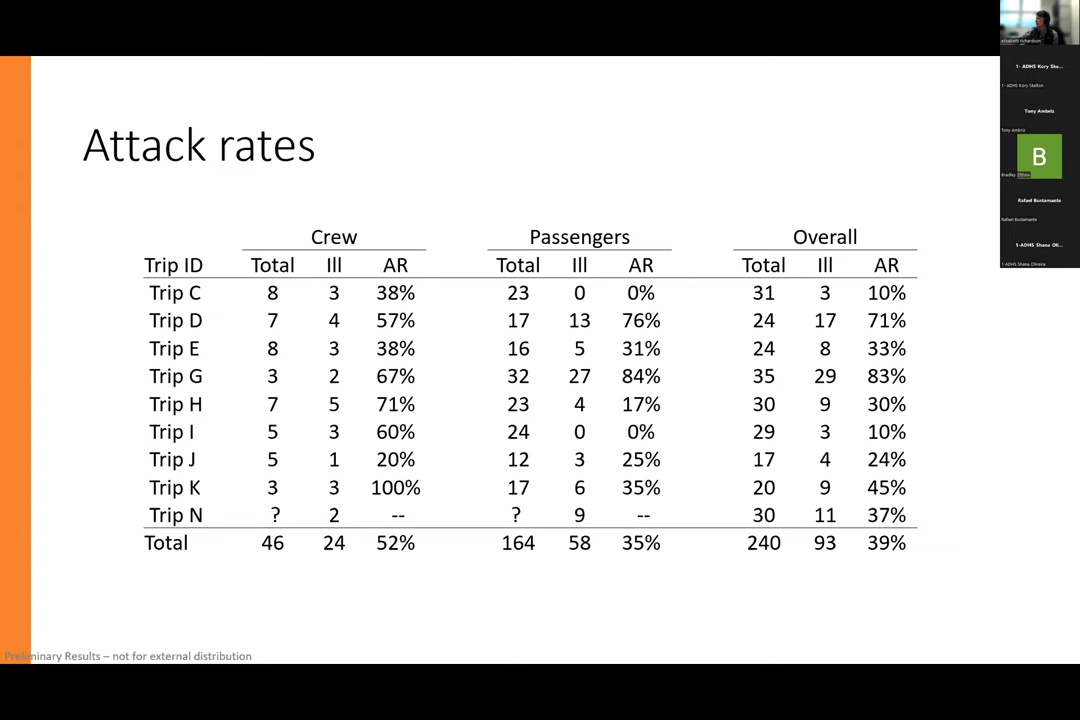 Attack rates
Crew Passengers Overall
Trip ID Total Ill AR Total Ill AR Total Ill AR
Trip C 8 3 38% 23 0 0% 31 3 10%
Trip D 7 4 57% 17 13 76% 24 17 71%
Trip E 8 3 38% 16 5 31% 24 8 33%
Trip G 3 2 67% 32 27 84% 35 29 83%
Trip H 7 5 71% 23 4 17% 30 9 30%
Trip I 5 3 60% 24 0 0% 29 3 10%
Trip J 5 1 20% 12 3 25% 17 4 24%
Trip K 3 3 100% 17 6 35% 20 9 45%
Trip N ? 2 -- ? 9 -- 30 11 37%
Total 46 24 52% 164 58 35% 240 93 39%
Preliminary Results – not for external distribution
elizabeth richardson
1- ADHS Kory Ske...
1- ADHS Kory Skelton
Tony Ambriz
Tony Ambriz
B
Bradley
Rafael Bustamante
Rafael Bustamante
1-ADHS Shana Oli...
1-ADHS Shana Oliveira